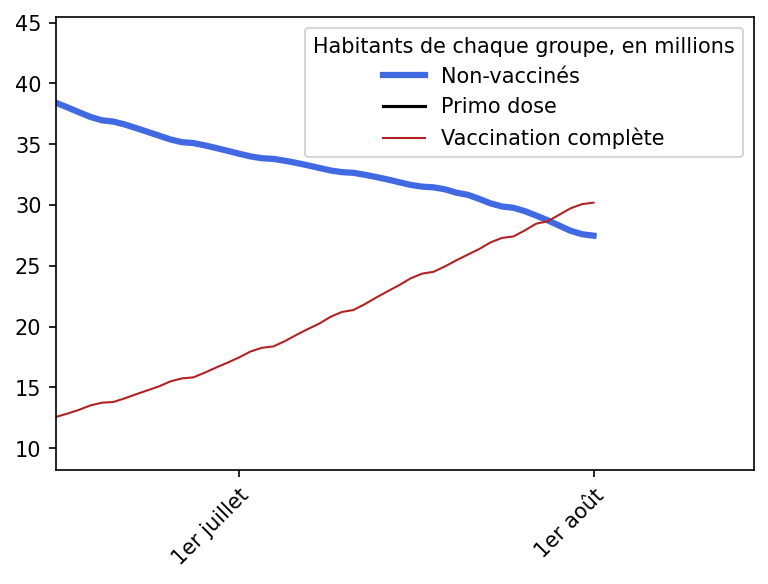 Habitants de chaque groupe, en millions
Non-vaccinés
Primo dose
Vaccination complète
45
40
35
30
25
20
15
10
1er juillet
1er août